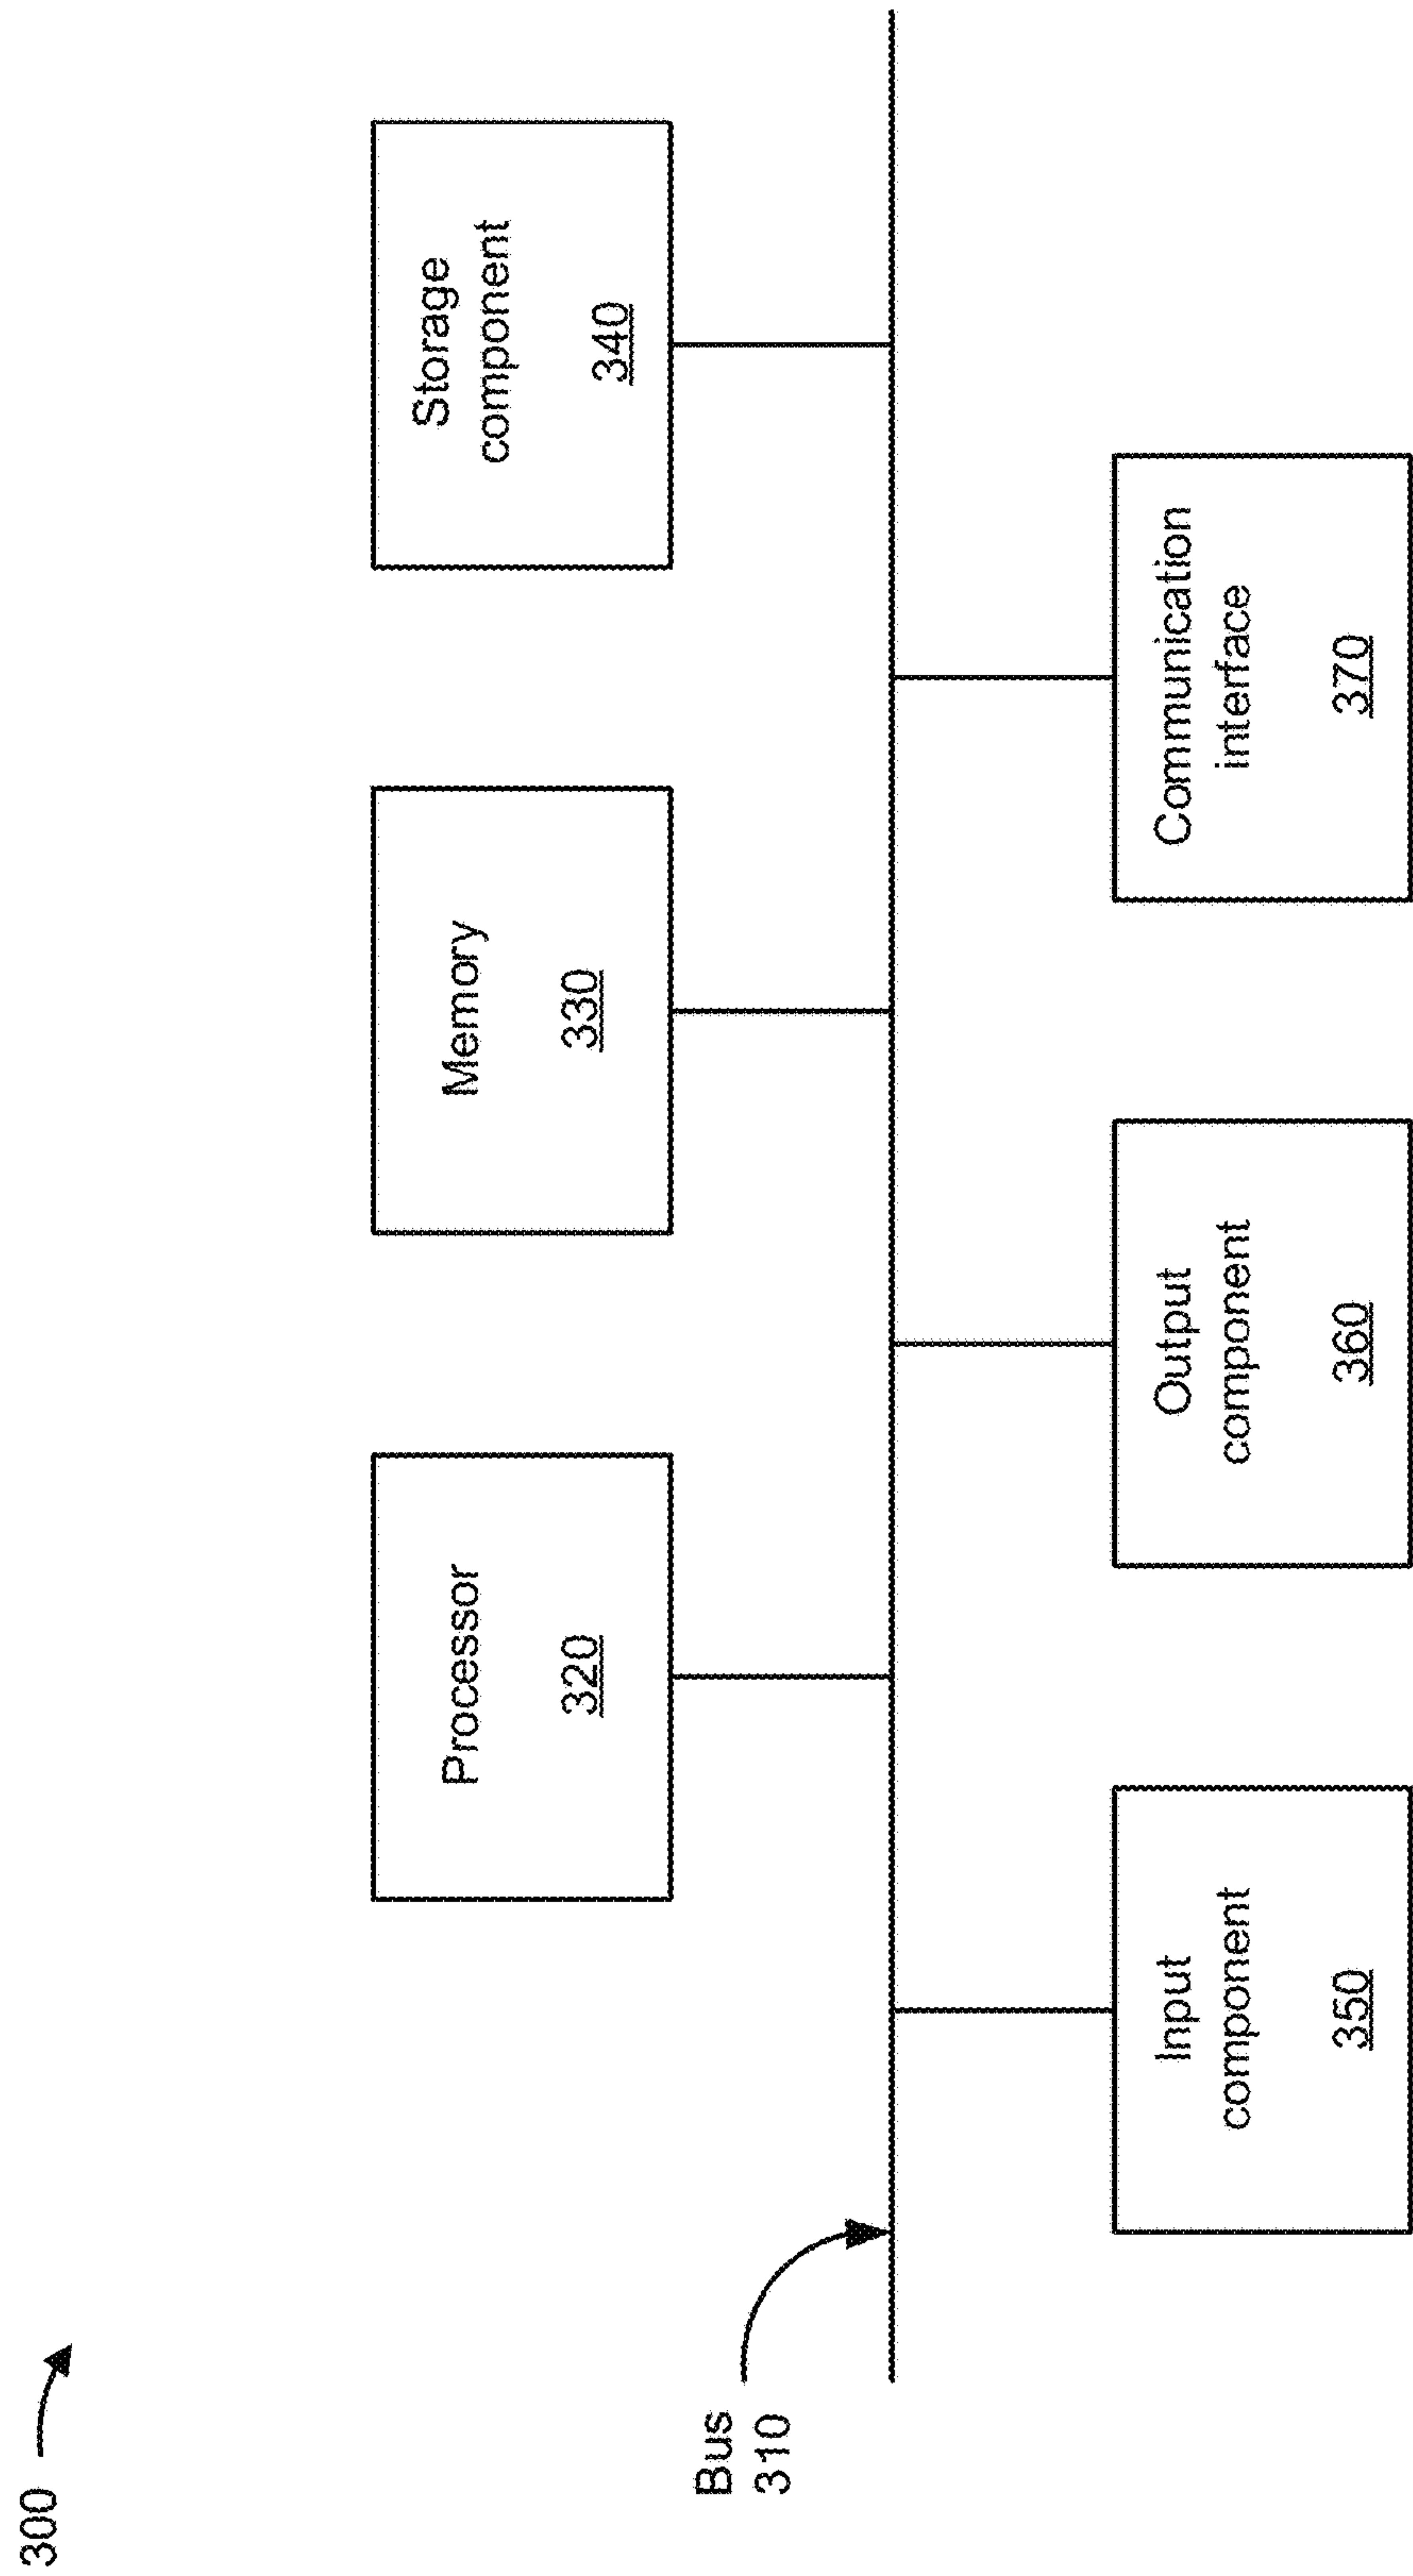 300
Processor
320
Memory
330
Storage
component
340
Bus
310
Input
component
350
Output
component
360
Communication
interface
370